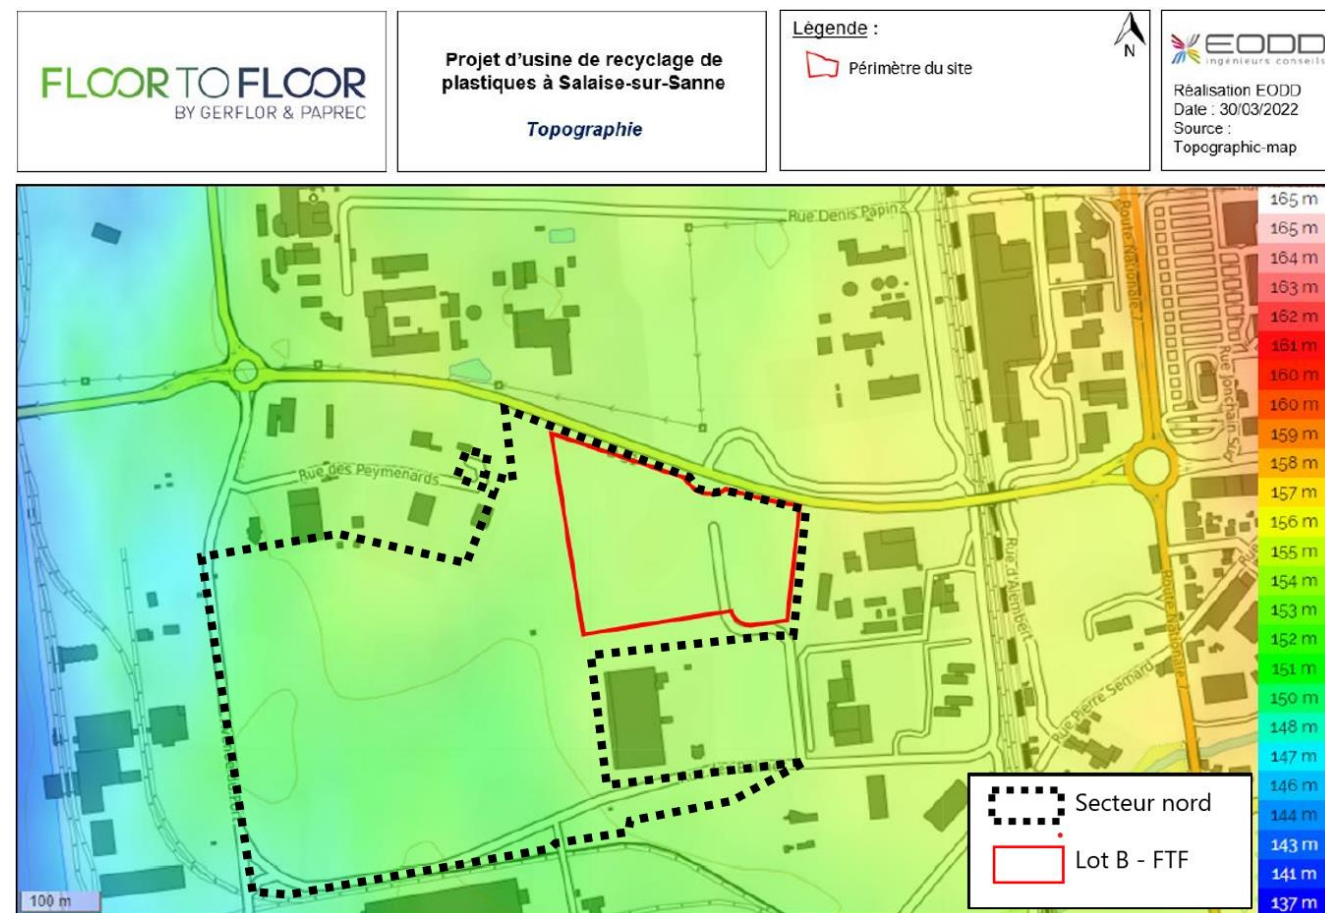 FLOOR TO FLOOR
BY GERFLOR & PAPREC
Projet d'usine de recyclage de
plastiques à Salaise-sur-Sanne
Topographie
Légende :
Périmètre du site
N
EODD
ingénieurs conseils
Réalisation EODD
Date : 30/03/2022
Source :
Topographic-map
Rue Denis Papin
Route Nationale 7
Rue des Peymenards
Rue d'Alembert
Route Nationale 7
Rue Pierre Semard
165 m
165 m
164 m
163 m
162 m
161 m
160 m
160 m
159 m
158 m
157 m
156 m
155 m
154 m
153 m
152 m
151 m
150 m
148 m
147 m
146 m
144 m
143 m
141 m
137 m
Secteur nord
Lot B - FTF
100 m